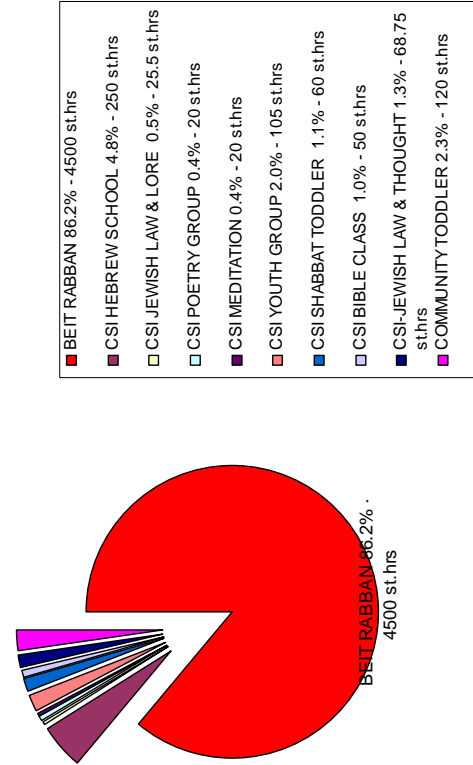 BEIT RABBAN 86.2% - 4500 st.hrs
CSI HEBREW SCHOOL 4.8% - 250 st.hrs
CSI JEWISH LAW & LORE 0.5% - 25.5 st.hrs
CSI POETRY GROUP 0.4% - 20 st.hrs
CSI MEDITATION 0.4% - 20 st.hrs
CSI YOUTH GROUP 2.0% - 105 st.hrs
CSI SHABBAT TODDLER 1.1% - 60 st.hrs
CSI BIBLE CLASS 1.0% - 50 st.hrs
CSI-JEWISH LAW & THOUGHT 1.3% - 68.75
st.hrs
COMMUNITY TODDLER 2.3% - 120 st.hrs
BEIT RABBAN 86.2% -
4500 st.hrs